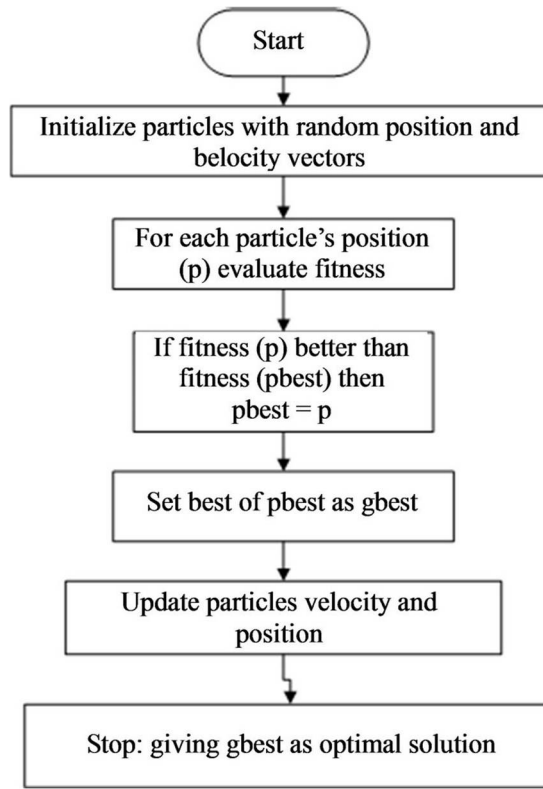 Start
Initialize particles with random position and
belocity vectors
For each particle’s position
(p) evaluate fitness
If fitness (p) better than
fitness (pbest) then
pbest = p
Set best of pbest as gbest
Update particles velocity and
position
Stop: giving gbest as optimal solution